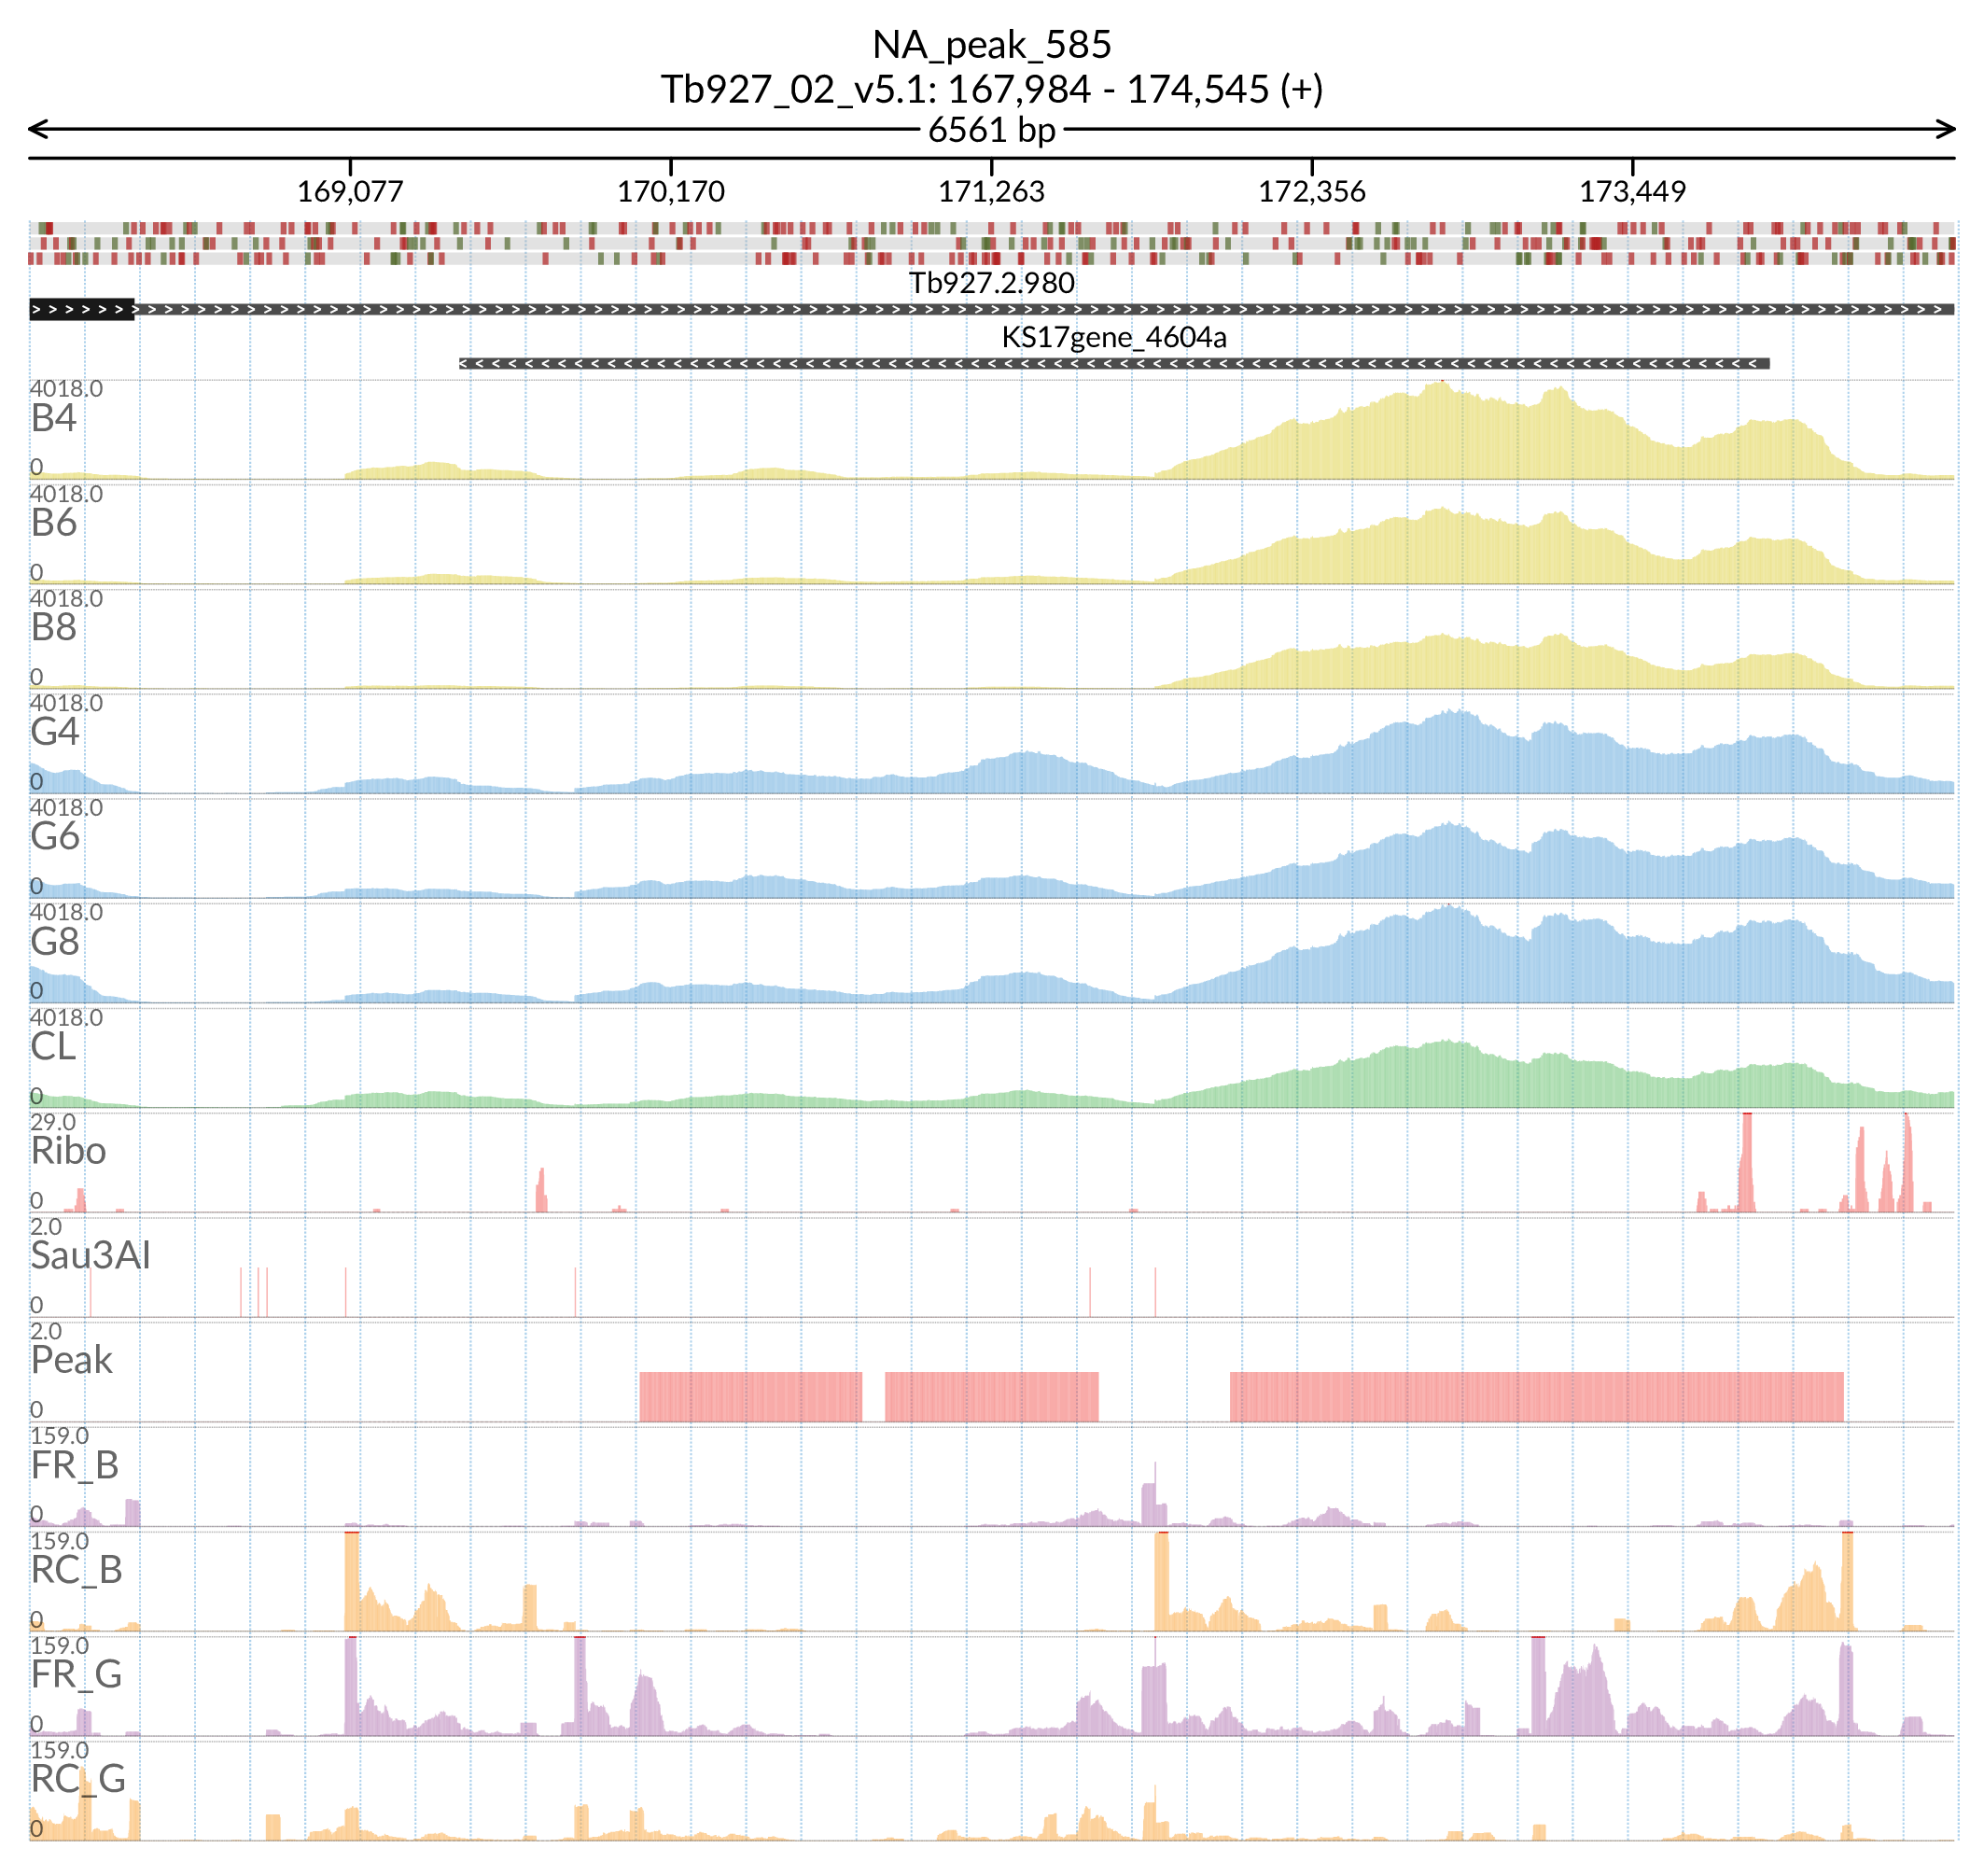 NA_peak_585
Tb927_02_v5.1: 167,984 - 174,545 (+)
6561 bp
169,077 170,170 171,263 172,356 173,449
Tb927.2.980
KS17gene_4604a
4018.0
B4
0
4018.0
B6
0
4018.0
B8
0
4018.0
G4
0
4018.0
G6
0
4018.0
G8
0
4018.0
CL
0
29.0
Ribo
0
2.0
Sau3AI
0
2.0
Peak
0
159.0
FR_B
0
159.0
RC_B
0
159.0
FR_G
0
159.0
RC_G
0